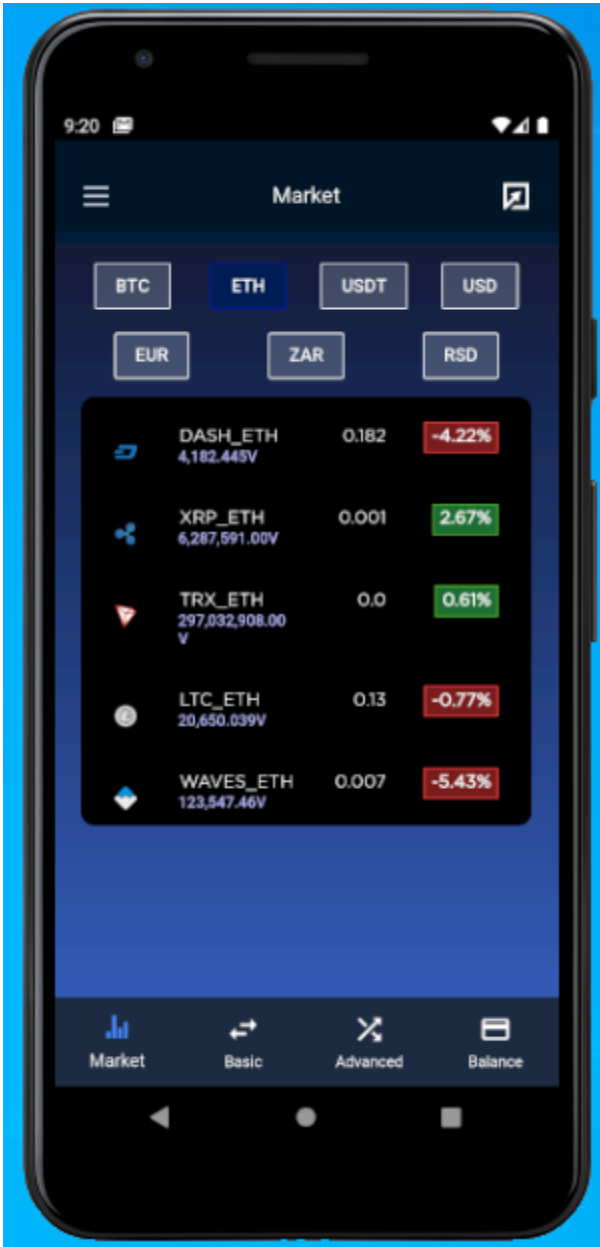 9:20
Market
BTC ETH USDT USD
EUR ZAR RSD
DASH_ETH 0.182 -4.22%
4,182.445V
XRP_ETH 0.001 2.67%
6,287,591.00V
TRX_ETH 0.0 0.61%
297,032,908.00
V
LTC_ETH 0.13 -0.77%
20,650.039V
WAVES_ETH 0.007 -5.43%
123,547.46V
Market Basic Advanced Balance